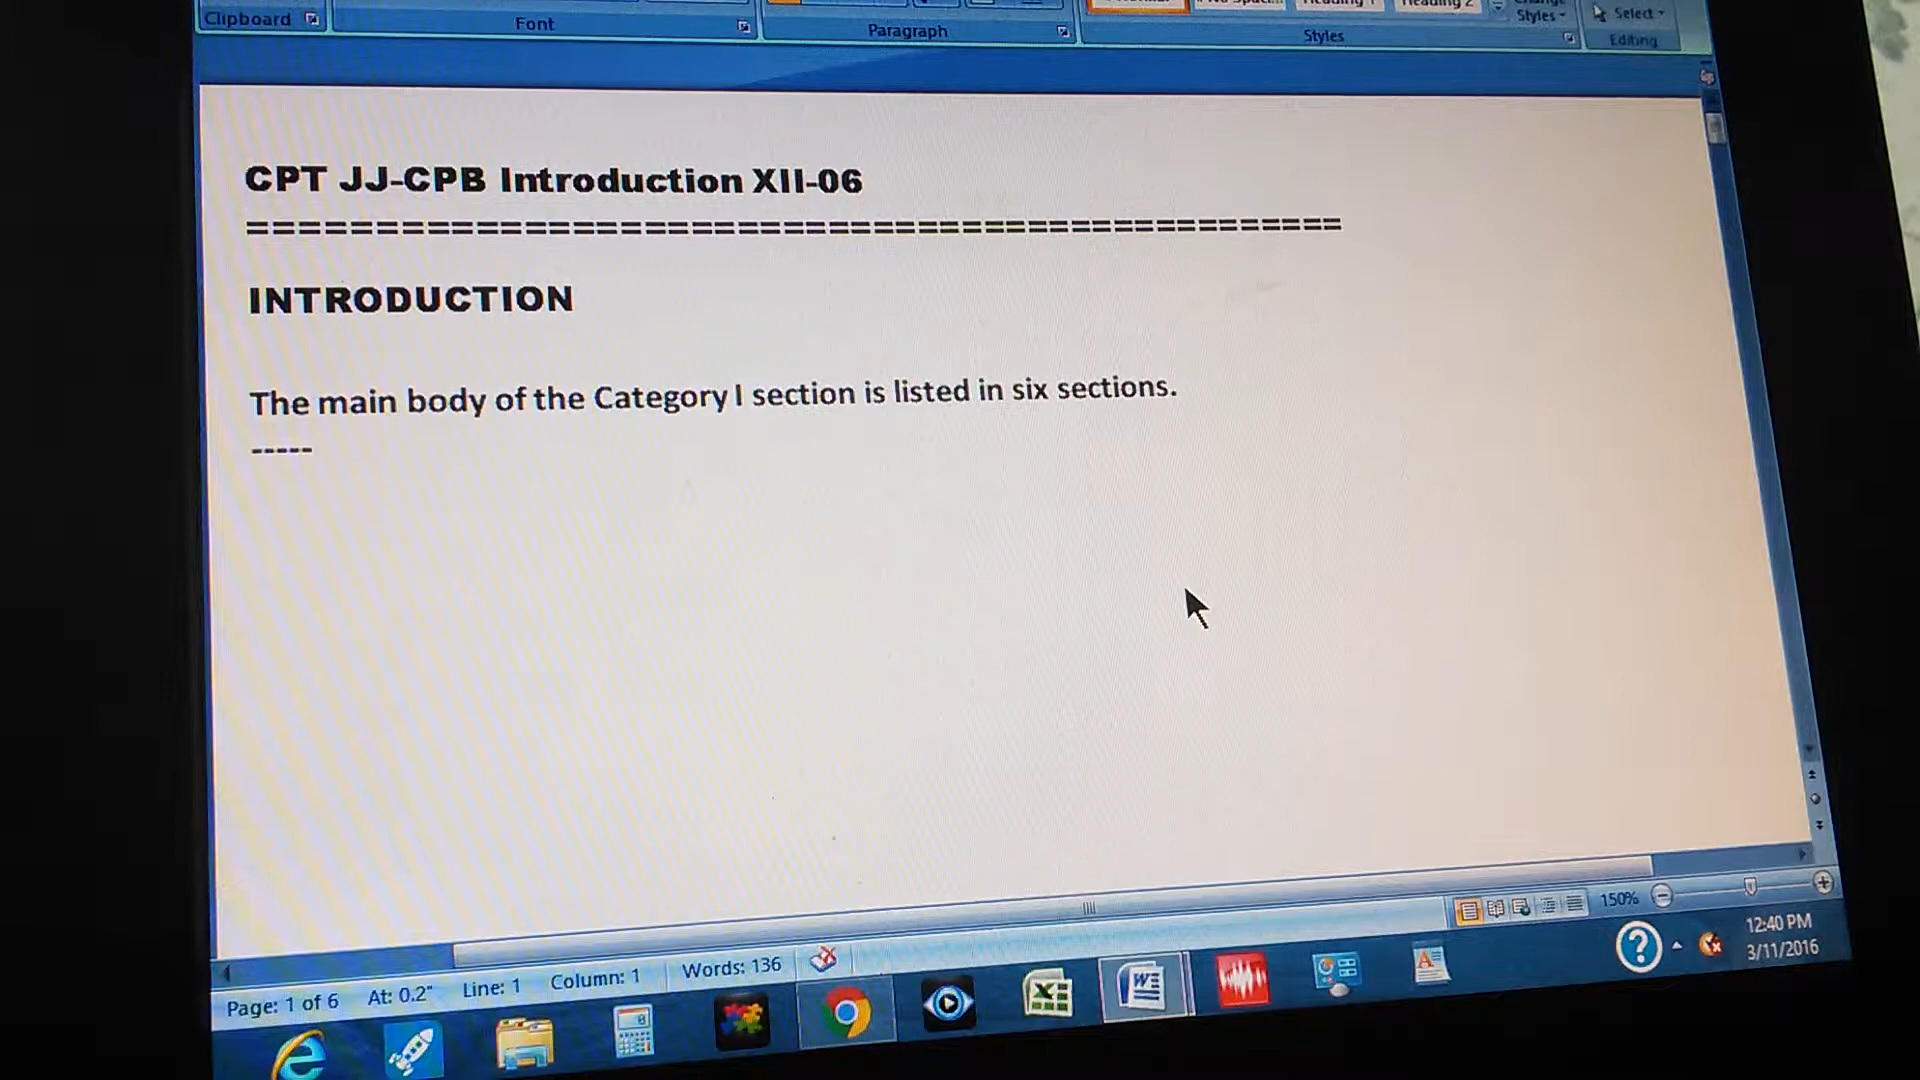 Clipboard Font Paragraph Styles Styles Select Editing
CPT JJ-CPB Introduction XII-06
===============================================
INTRODUCTION
The main body of the Category I section is listed in six sections.
-----
150%
Page: 1 of 6 At: 0.2" Line: 1 Column: 1 Words: 136
12:40 PM
3/11/2016